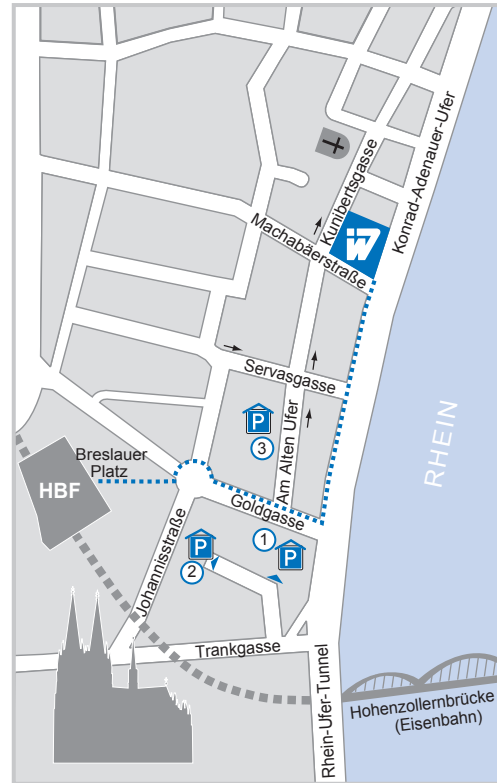 Konrad-Adenauer-Ufer
Kunibertsgasse
iW
Machabäerstraße
RHEIN
Servasgasse
P
3
Am Alten Ufer
Breslauer
Platz
HBF
Goldgasse
1
P
P
2
Johannisstraße
Trankgasse
Rhein-Ufer-Tunnel
Hohenzollernbrücke
(Eisenbahn)